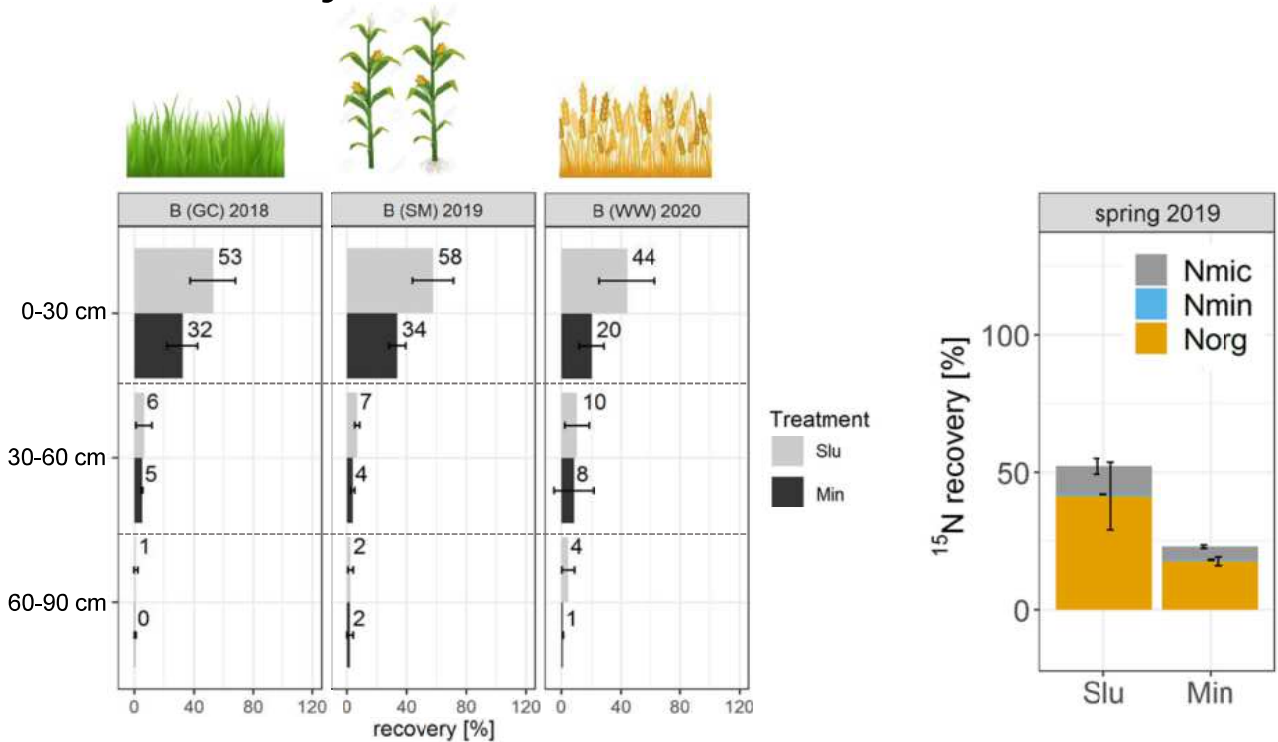 B (GC) 2018
B (SM) 2019
B (WW) 2020
0-30 cm
53
58
44
32
34
20
30-60 cm
6
7
10
5
4
8
60-90 cm
1
2
4
0
2
1
0 40 80 120
0 40 80 120
0 40 80 120
recovery [%]
Treatment
Slu
Min
spring 2019
Nmic
Nmin
Norg
15N recovery [%]
100
50
0
Slu
Min